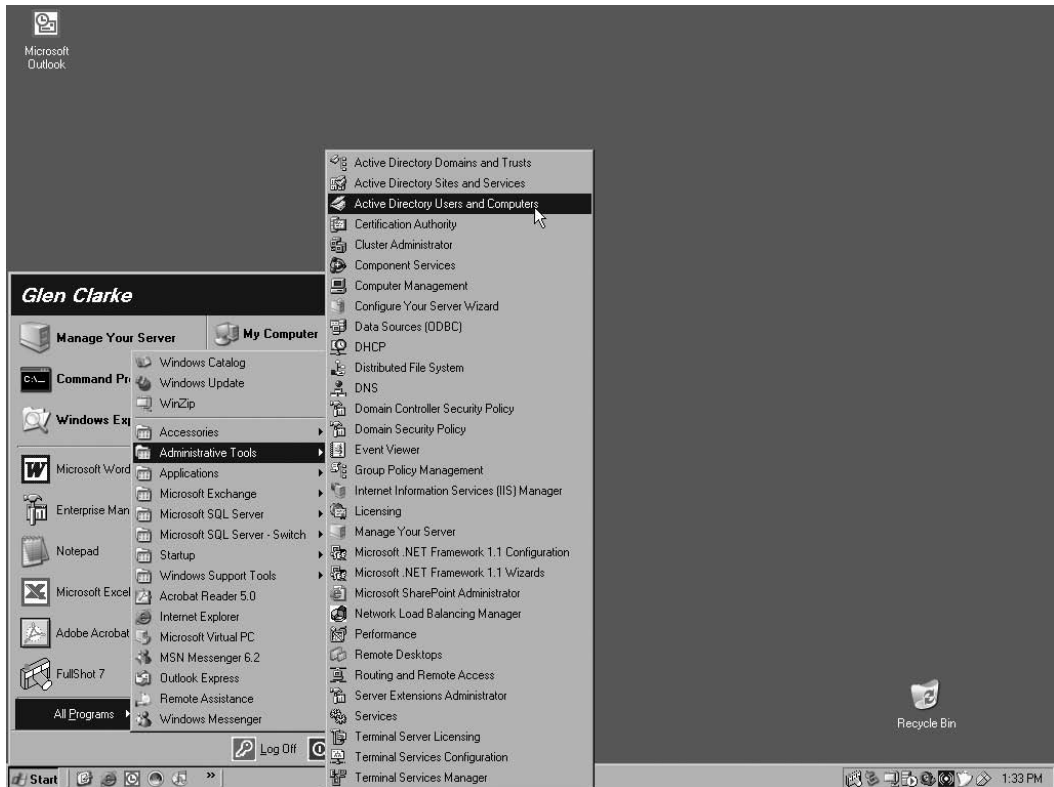 Microsoft
Outlook
Active Directory Domains and Trusts
Active Directory Sites and Services
Active Directory Users and Computers
Certification Authority
Cluster Administrator
Component Services
Computer Management
Configure Your Server Wizard
Data Sources (ODBC)
DHCP
Distributed File System
DNS
Domain Controller Security Policy
Domain Security Policy
Event Viewer
Group Policy Management
Internet Information Services (IIS) Manager
Licensing
Manage Your Server
Microsoft .NET Framework 1.1 Configuration
Microsoft .NET Framework 1.1 Wizards
Microsoft SharePoint Administrator
Network Load Balancing Manager
Performance
Remote Desktops
Routing and Remote Access
Server Extensions Administrator
Services
Terminal Server Licensing
Terminal Services Configuration
Terminal Services Manager
Glen Clarke
Manage Your Server
My Computer
Command Pr
Windows Exp
Microsoft Word
Enterprise Man
Notepad
Microsoft Excel
Adobe Acrobat
FullShot 7
All Programs
Windows Catalog
Windows Update
WinZip
Accessories
Administrative Tools
Applications
Microsoft Exchange
Microsoft SQL Server
Microsoft SQL Server - Switch
Startup
Windows Support Tools
Acrobat Reader 5.0
Internet Explorer
Microsoft Virtual PC
MSN Messenger 6.2
Outlook Express
Remote Assistance
Windows Messenger
Log Off
Recycle Bin
Start
1:33 PM